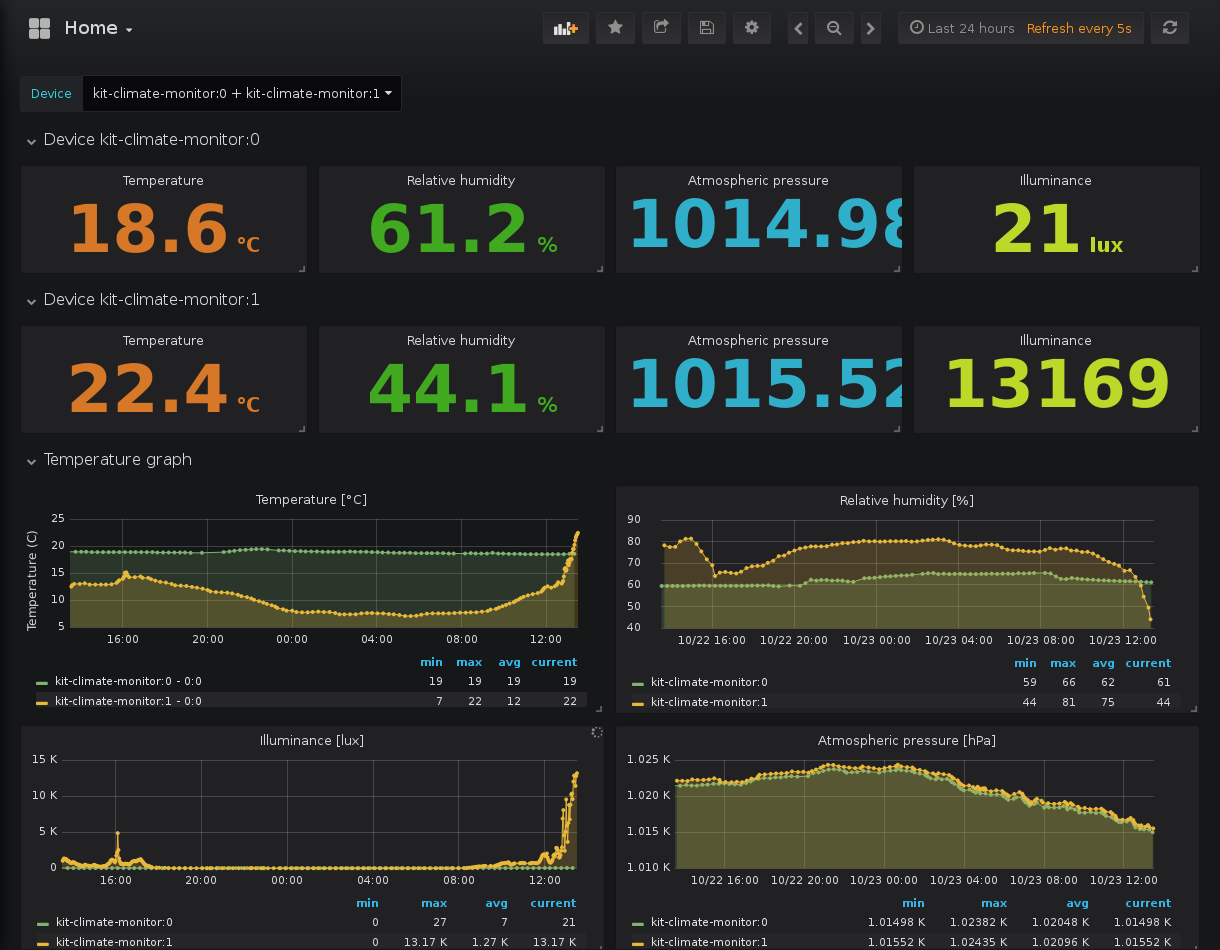 Home
Last 24 hours Refresh every 5s
Device kit-climate-monitor:0 + kit-climate-monitor:1
Device kit-climate-monitor:0
Temperature Relative humidity Atmospheric pressure Illuminance
18.6 °C 61.2 % 1014.98 21 lux
Device kit-climate-monitor:1
Temperature Relative humidity Atmospheric pressure Illuminance
22.4 °C 44.1 % 1015.52 13169
Temperature graph
Temperature [°C]
Temperature (C)
25
20
15
10
5
16:00 20:00 00:00 04:00 08:00 12:00
min max avg current
kit-climate-monitor:0 - 0:0 19 19 19 19
kit-climate-monitor:1 - 0:0 7 22 12 22
Relative humidity [%]
90
80
70
60
50
40
10/22 16:00 10/22 20:00 10/23 00:00 10/23 04:00 10/23 08:00 10/23 12:00
min max avg current
kit-climate-monitor:0 59 66 62 61
kit-climate-monitor:1 44 81 75 44
Illuminance [lux]
15 K
10 K
5 K
0
16:00 20:00 00:00 04:00 08:00 12:00
min max avg current
kit-climate-monitor:0 0 27 7 21
kit-climate-monitor:1 0 13.17 K 1.27 K 13.17 K
Atmospheric pressure [hPa]
1.025 K
1.020 K
1.015 K
1.010 K
10/22 16:00 10/22 20:00 10/23 00:00 10/23 04:00 10/23 08:00 10/23 12:00
min max avg current
kit-climate-monitor:0 1.01498 K 1.02382 K 1.02048 K 1.01498 K
kit-climate-monitor:1 1.01552 K 1.02435 K 1.02096 K 1.01552 K